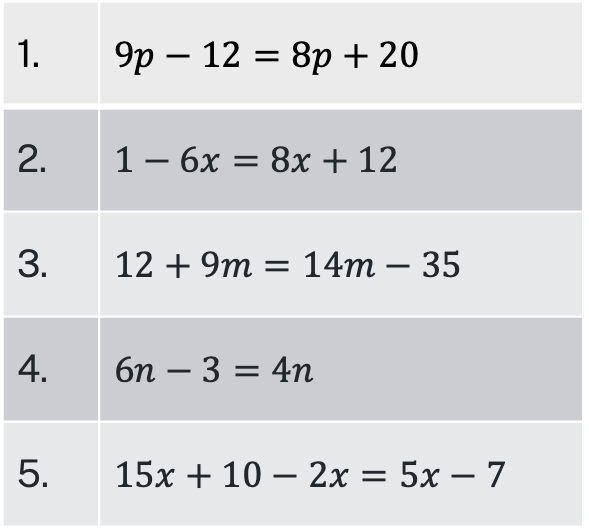 1. 9p − 12 = 8p + 20
2. 1 − 6x = 8x + 12
3. 12 + 9m = 14m − 35
4. 6n − 3 = 4n
5. 15x + 10 − 2x = 5x − 7